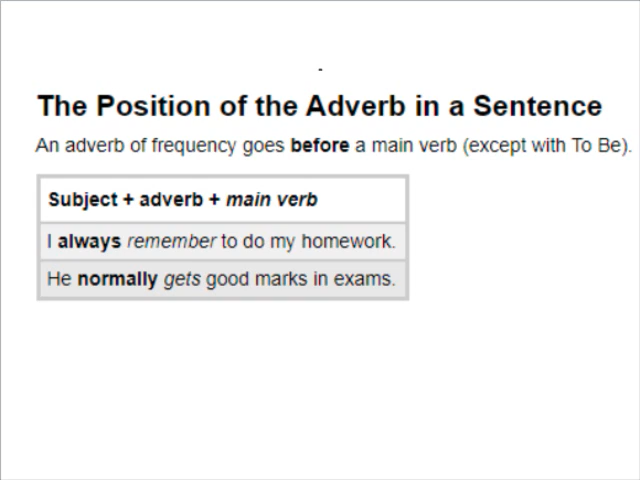 The Position of the Adverb in a Sentence
An adverb of frequency goes before a main verb (except with To Be).
Subject + adverb + main verb
I always remember to do my homework.
He normally gets good marks in exams.